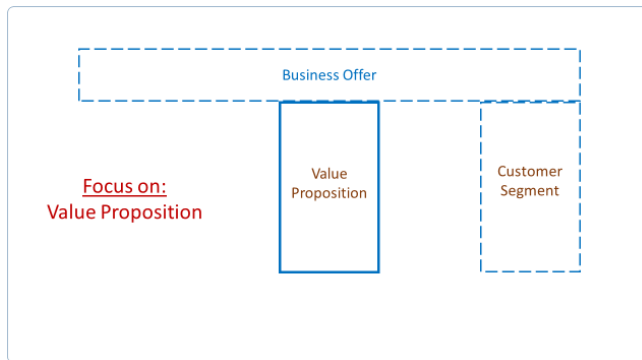 Business Offer
Focus on:
Value Proposition
Value
Proposition
Customer
Segment